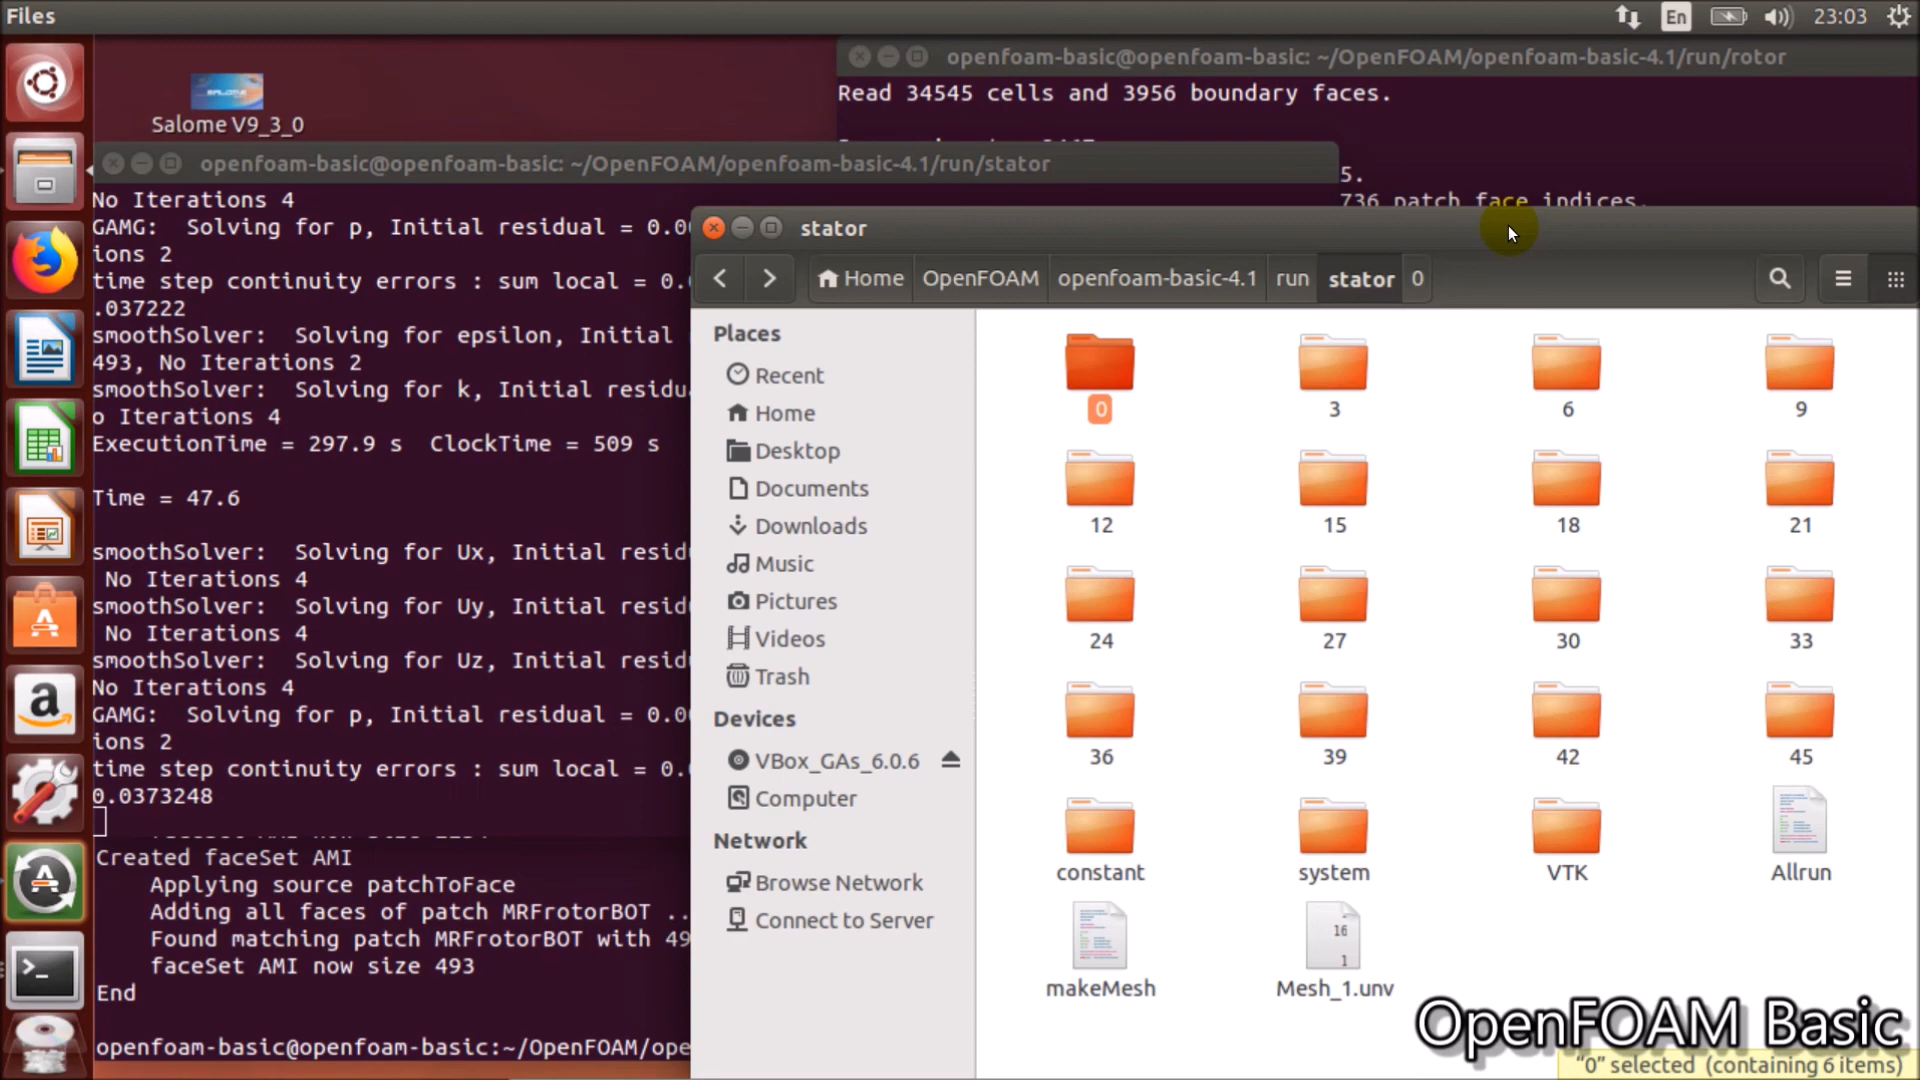 Files
En
23:03
Salome V9_3_0
openfoam-basic@openfoam-basic: ~/OpenFOAM/openfoam-basic-4.1/run/rotor
Read 34545 cells and 3956 boundary faces.
5.
736 patch face indices.
openfoam-basic@openfoam-basic: ~/OpenFOAM/openfoam-basic-4.1/run/stator
No Iterations 4
GAMG:  Solving for p, Initial residual = 0.0
ions 2
time step continuity errors : sum local = 0.
.037222
smoothSolver:  Solving for epsilon, Initial
493, No Iterations 2
smoothSolver:  Solving for k, Initial residu
o Iterations 4
ExecutionTime = 297.9 s  ClockTime = 509 s
Time = 47.6
smoothSolver:  Solving for Ux, Initial resid
No Iterations 4
smoothSolver:  Solving for Uy, Initial resid
No Iterations 4
smoothSolver:  Solving for Uz, Initial resid
No Iterations 4
GAMG:  Solving for p, Initial residual = 0.0
ions 2
time step continuity errors : sum local = 0.
0.0373248
Created faceSet AMI
Applying source patchToFace
Adding all faces of patch MRFrotorBOT ..
Found matching patch MRFrotorBOT with 49
faceSet AMI now size 493
End
openfoam-basic@openfoam-basic:~/OpenFOAM/ope
stator
Home OpenFOAM openfoam-basic-4.1 run stator 0
Places
Recent
Home
Desktop
Documents
Downloads
Music
Pictures
Videos
Trash
Devices
VBox_GAs_6.0.6
Computer
Network
Browse Network
Connect to Server
0 3 6 9
12 15 18 21
24 27 30 33
36 39 42 45
constant system VTK Allrun
16
1
makeMesh Mesh_1.unv
OpenFOAM Basic
"0" selected (containing 6 items)